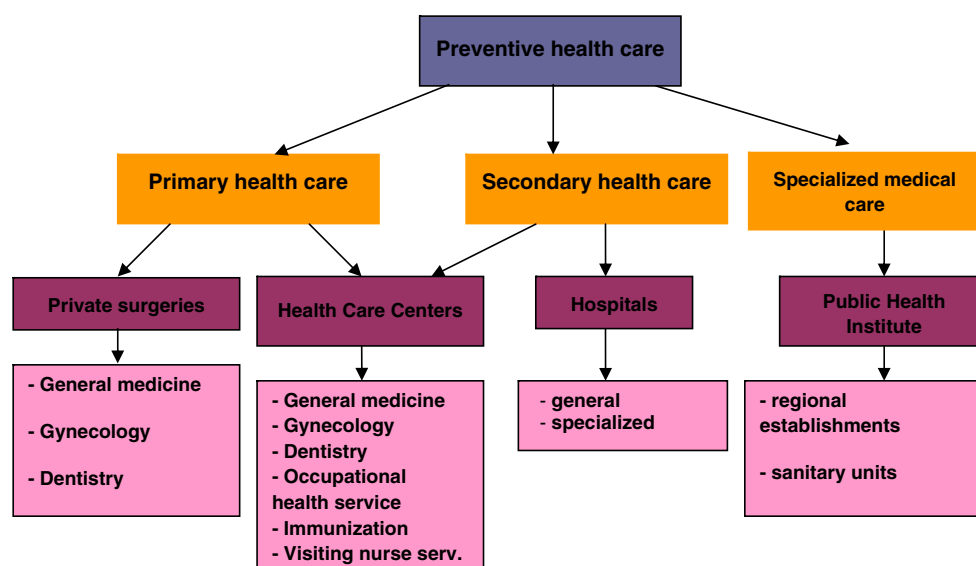 Preventive health care
Primary health care
Secondary health care
Specialized medical
care
Private surgeries
Health Care Centers
Hospitals
Public Health
Institute
- General medicine
- Gynecology
- Dentistry
- General medicine
- Gynecology
- Dentistry
- Occupational
health service
- Immunization
- Visiting nurse serv.
- general
- specialized
- regional
establishments
- sanitary units